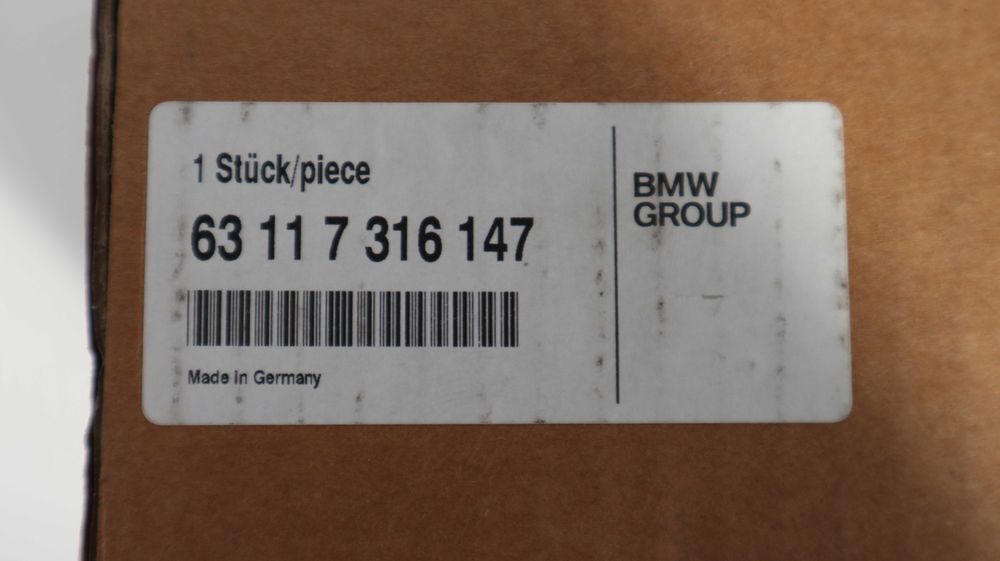 1 Stück/piece
63 11 7 316 147
Made in Germany
BMW
GROUP